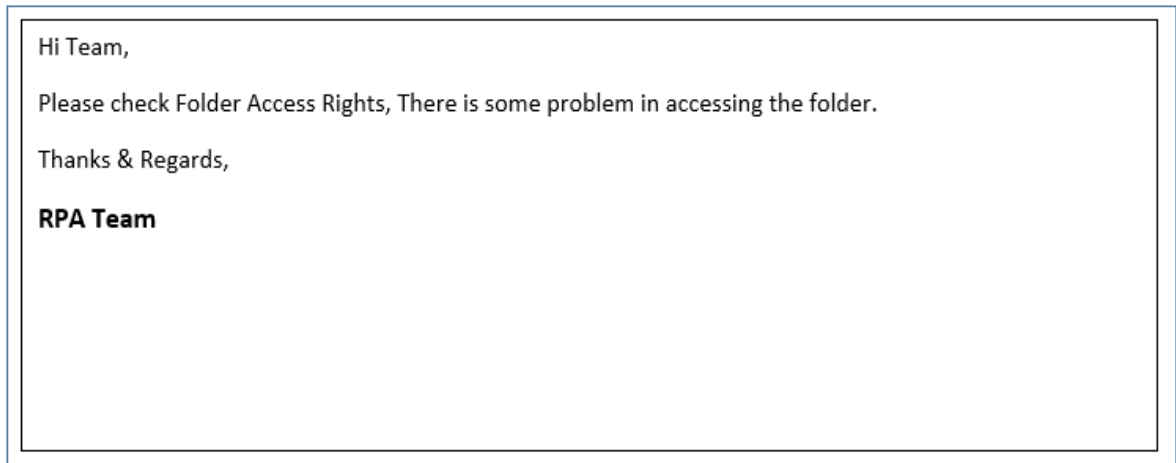 Hi Team,
Please check Folder Access Rights, There is some problem in accessing the folder.
Thanks & Regards,
RPA Team